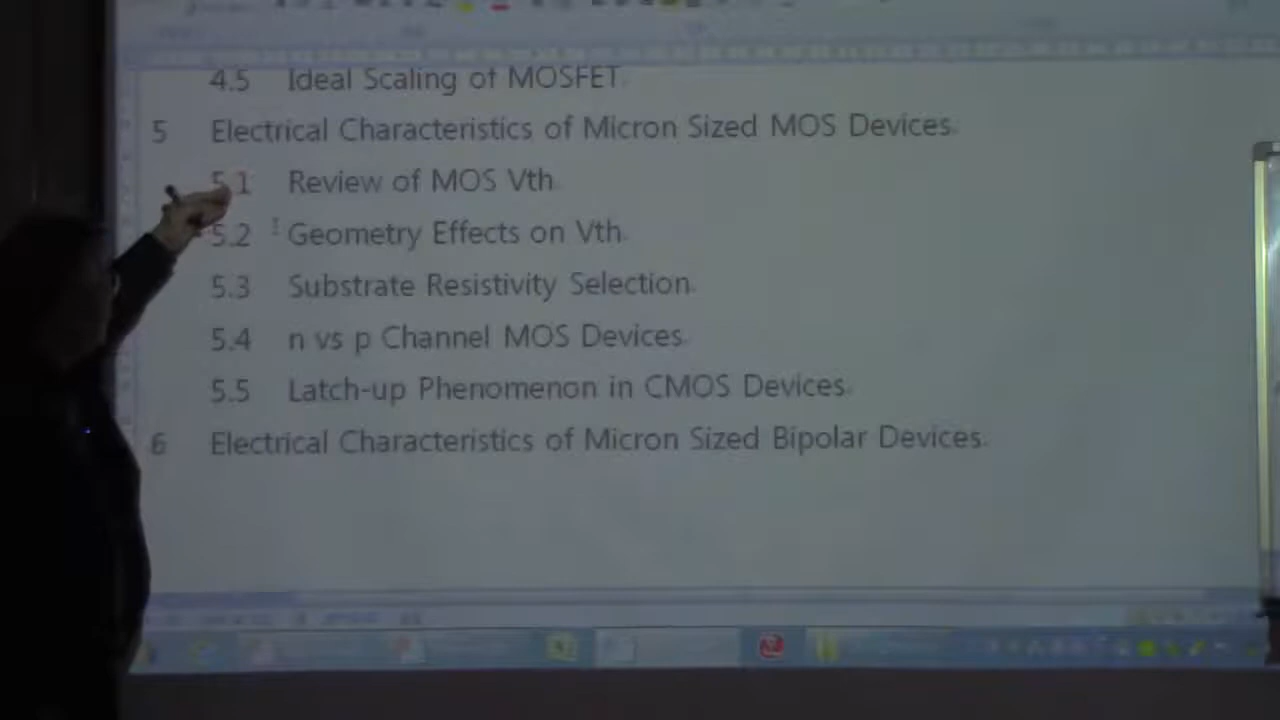 4.5 Ideal Scaling of MOSFET
5 Electrical Characteristics of Micron Sized MOS Devices
5.1 Review of MOS Vth
5.2 Geometry Effects on Vth
5.3 Substrate Resistivity Selection
5.4 n vs p Channel MOS Devices
5.5 Latch-up Phenomenon in CMOS Devices
6 Electrical Characteristics of Micron Sized Bipolar Devices